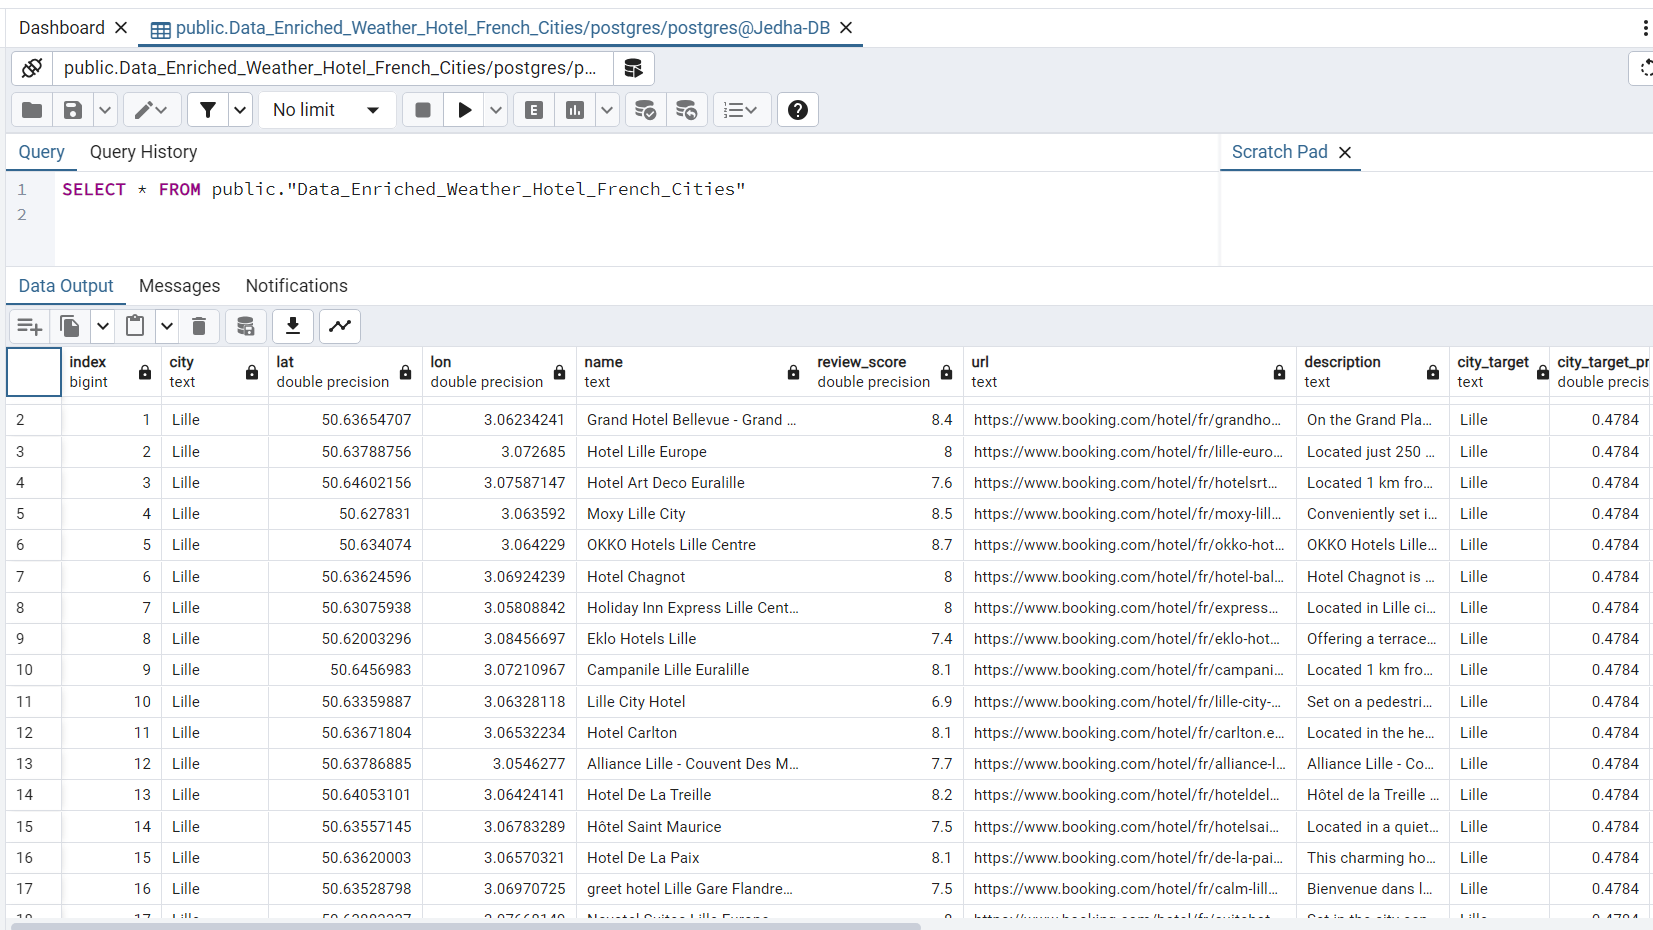 Dashboard public.Data_Enriched_Weather_Hotel_French_Cities/postgres/postgres@Jedha-DB
public.Data_Enriched_Weather_Hotel_French_Cities/postgres/p...
No limit E
Query Query History Scratch Pad
1 SELECT * FROM public."Data_Enriched_Weather_Hotel_French_Cities"
2
Data Output Messages Notifications
index city lat lon name review_score url description city_target city_target_pr
bigint text double precision double precision text double precision text text text double precis
2 1 Lille 50.63654707 3.06234241 Grand Hotel Bellevue - Grand ... 8.4 https://www.booking.com/hotel/fr/grandho... On the Grand Pla... Lille 0.4784
3 2 Lille 50.63788756 3.072685 Hotel Lille Europe 8 https://www.booking.com/hotel/fr/lille-euro... Located just 250 ... Lille 0.4784
4 3 Lille 50.64602156 3.07587147 Hotel Art Deco Euralille 7.6 https://www.booking.com/hotel/fr/hotelsrt... Located 1 km fro... Lille 0.4784
5 4 Lille 50.627831 3.063592 Moxy Lille City 8.5 https://www.booking.com/hotel/fr/moxy-lill... Conveniently set i... Lille 0.4784
6 5 Lille 50.634074 3.064229 OKKO Hotels Lille Centre 8.7 https://www.booking.com/hotel/fr/okko-hot... OKKO Hotels Lille... Lille 0.4784
7 6 Lille 50.63624596 3.06924239 Hotel Chagnot 8 https://www.booking.com/hotel/fr/hotel-bal... Hotel Chagnot is ... Lille 0.4784
8 7 Lille 50.63075938 3.05808842 Holiday Inn Express Lille Cent... 8 https://www.booking.com/hotel/fr/express... Located in Lille ci... Lille 0.4784
9 8 Lille 50.62003296 3.08456697 Eklo Hotels Lille 7.4 https://www.booking.com/hotel/fr/eklo-hot... Offering a terrace... Lille 0.4784
10 9 Lille 50.6456983 3.07210967 Campanile Lille Euralille 8.1 https://www.booking.com/hotel/fr/campani... Located 1 km fro... Lille 0.4784
11 10 Lille 50.63359887 3.06328118 Lille City Hotel 6.9 https://www.booking.com/hotel/fr/lille-city-... Set on a pedestri... Lille 0.4784
12 11 Lille 50.63671804 3.06532234 Hotel Carlton 8.1 https://www.booking.com/hotel/fr/carlton.e... Located in the he... Lille 0.4784
13 12 Lille 50.63786885 3.0546277 Alliance Lille - Couvent Des M... 7.7 https://www.booking.com/hotel/fr/alliance-l... Alliance Lille - Co... Lille 0.4784
14 13 Lille 50.64053101 3.06424141 Hotel De La Treille 8.2 https://www.booking.com/hotel/fr/hoteldel... Hôtel de la Treille ... Lille 0.4784
15 14 Lille 50.63557145 3.06783289 Hôtel Saint Maurice 7.5 https://www.booking.com/hotel/fr/hotelsai... Located in a quiet... Lille 0.4784
16 15 Lille 50.63620003 3.06570321 Hotel De La Paix 8.1 https://www.booking.com/hotel/fr/de-la-pai... This charming ho... Lille 0.4784
17 16 Lille 50.63528798 3.06970725 greet hotel Lille Gare Flandre... 7.5 https://www.booking.com/hotel/fr/calm-lill... Bienvenue dans l... Lille 0.4784